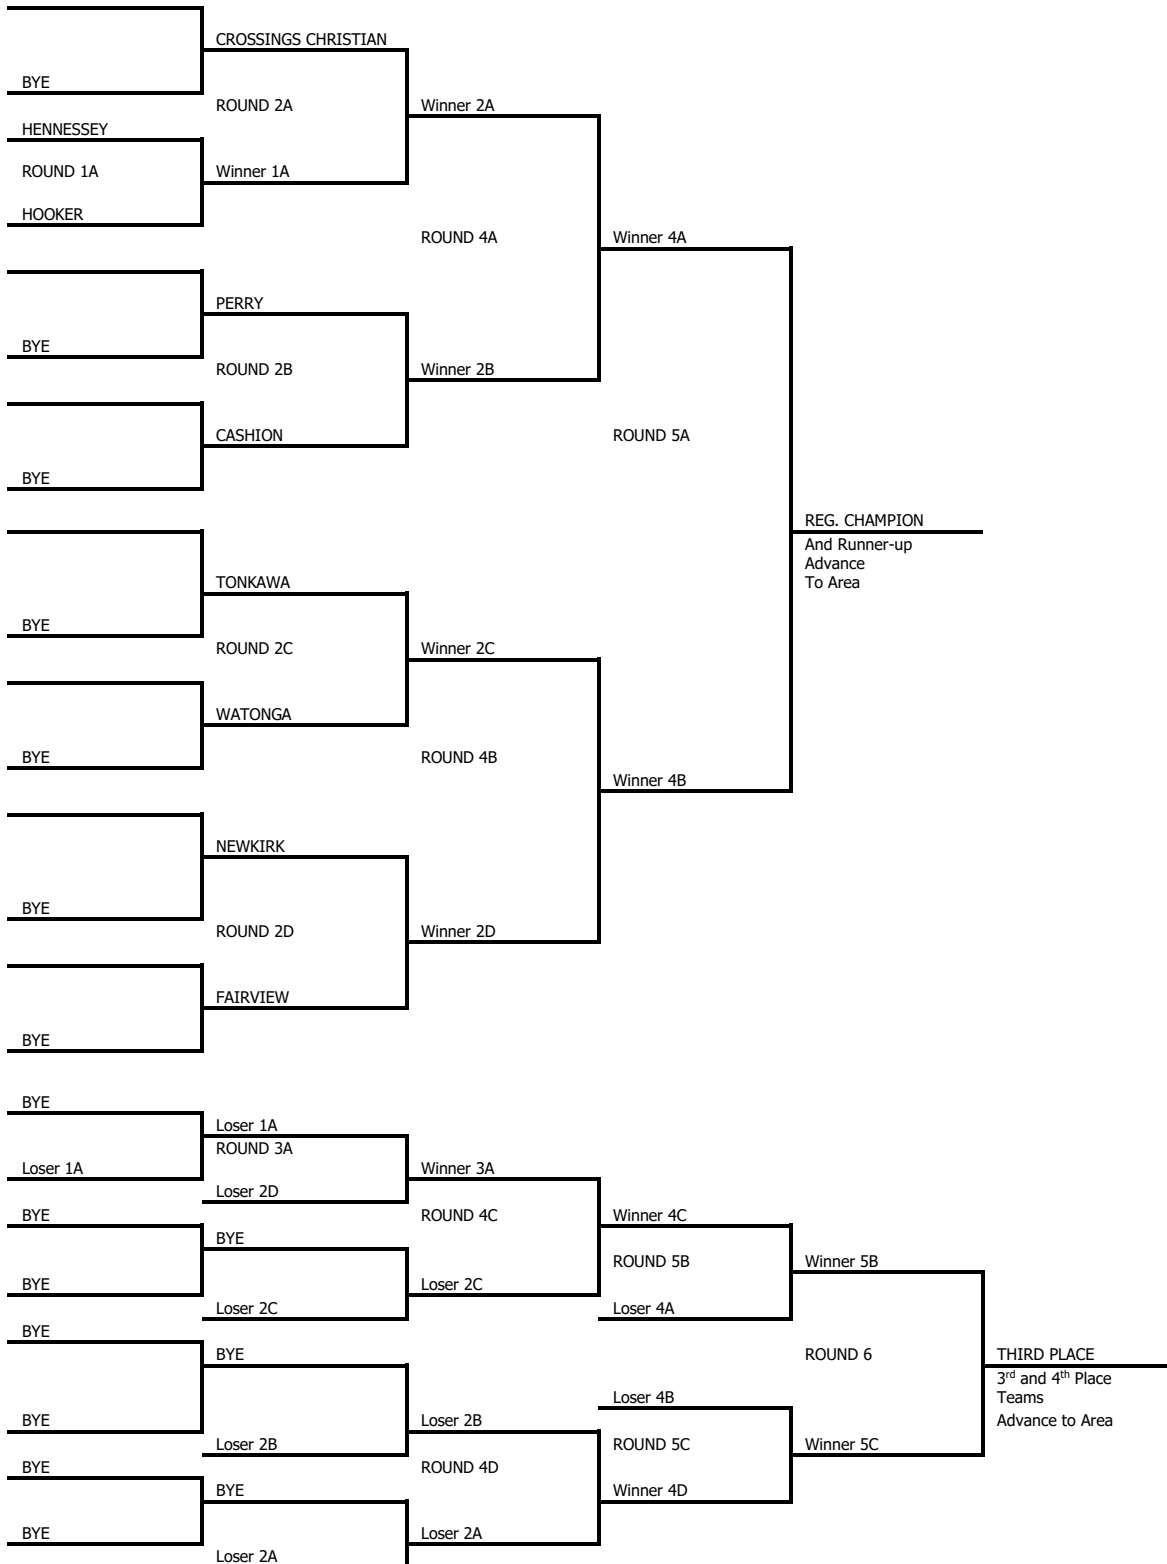 CROSSINGS CHRISTIAN
BYE
ROUND 2A
Winner 2A
HENNESSEY
ROUND 1A
Winner 1A
HOOKER
ROUND 4A
Winner 4A
PERRY
BYE
ROUND 2B
Winner 2B
CASHION
ROUND 5A
BYE
REG. CHAMPION
And Runner-up
Advance
To Area
TONKAWA
BYE
ROUND 2C
Winner 2C
WATONGA
BYE
ROUND 4B
Winner 4B
NEWKIRK
BYE
ROUND 2D
Winner 2D
FAIRVIEW
BYE
BYE
Loser 1A
ROUND 3A
Loser 1A
Winner 3A
Loser 2D
BYE
ROUND 4C
Winner 4C
BYE
ROUND 5B
Winner 5B
BYE
Loser 2C
Loser 2C
Loser 4A
BYE
BYE
ROUND 6
THIRD PLACE
3rd and 4th Place
Teams
Advance to Area
Loser 4B
BYE
Loser 2B
Loser 2B
ROUND 5C
Winner 5C
BYE
ROUND 4D
BYE
Winner 4D
BYE
Loser 2A
Loser 2A